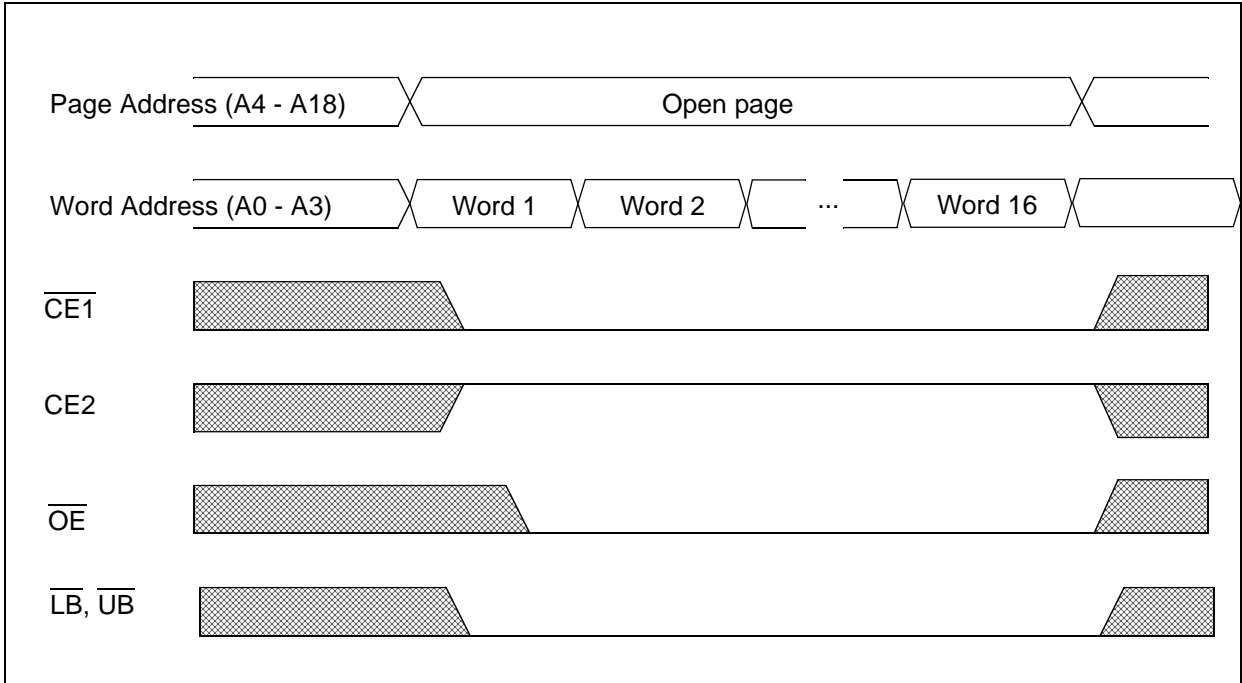 Page Address (A4 - A18)
Open page
Word Address (A0 - A3)
Word 1
Word 2
...
Word 16
CE1
CE2
OE
LB, UB